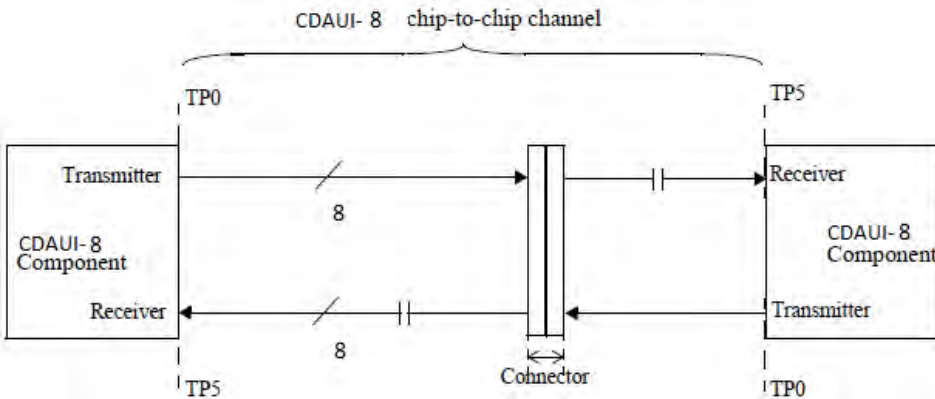 CDAUI- 8 chip-to-chip channel
TP0
TP5
Transmitter
Receiver
8
CDAUI- 8
Component
CDAUI-8
Component
Receiver
Transmitter
8
Connector
TP5
TP0